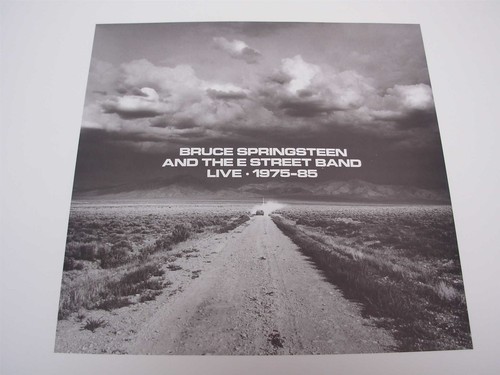 BRUCE SPRINGSTEEN
AND THE E STREET BAND
LIVE · 1975-85